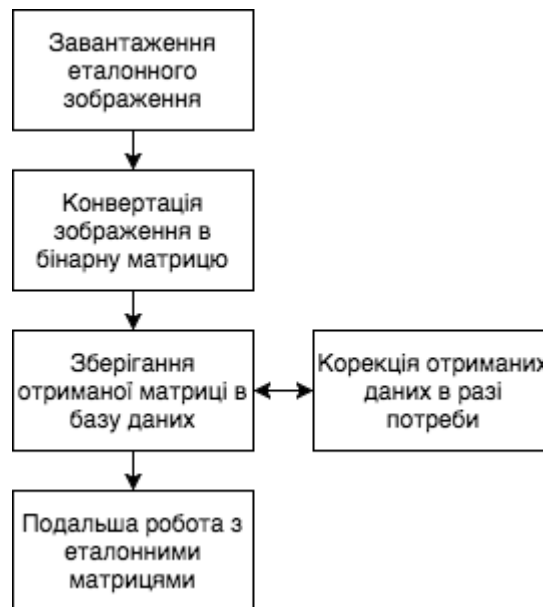 Завантаження
еталонного
зображення
Конвертація
зображення в
бінарну матрицю
Зберігання
отриманої матриці в
базу даних
Корекція отриманих
даних в разі
потреби
Подальша робота з
еталонними
матрицями